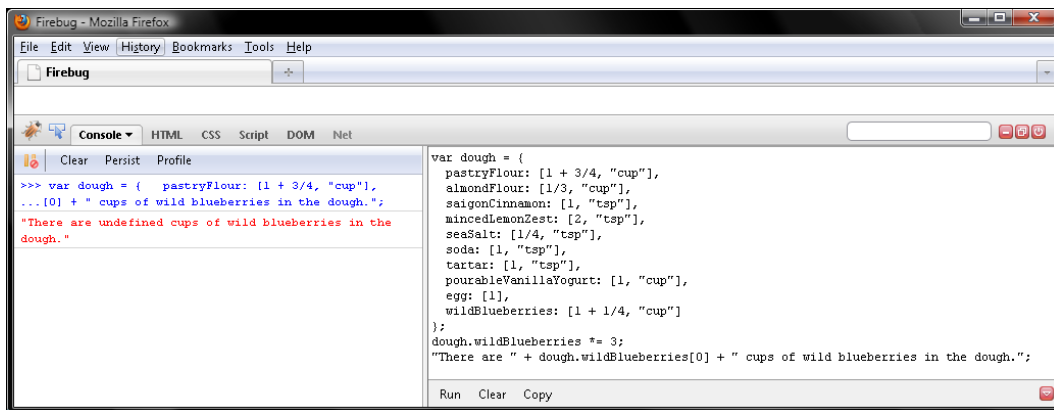 Firebug - Mozilla Firefox
File Edit View History Bookmarks Tools Help
Firebug
Console HTML CSS Script DOM Net
Clear Persist Profile
>>> var dough = {   pastryFlour: [1 + 3/4, "cup"],
...[0] + " cups of wild blueberries in the dough.";
"There are undefined cups of wild blueberries in the
dough."
var dough = {
  pastryFlour: [1 + 3/4, "cup"],
  almondFlour: [1/3, "cup"],
  saigonCinnamon: [1, "tsp"],
  mincedLemonZest: [2, "tsp"],
  seaSalt: [1/4, "tsp"],
  soda: [1, "tsp"],
  tartar: [1, "tsp"],
  pourableVanillaYogurt: [1, "cup"],
  egg: [1],
  wildBlueberries: [1 + 1/4, "cup"]
};
dough.wildBlueberries *= 3;
"There are " + dough.wildBlueberries[0] + " cups of wild blueberries in the dough.";
Run Clear Copy